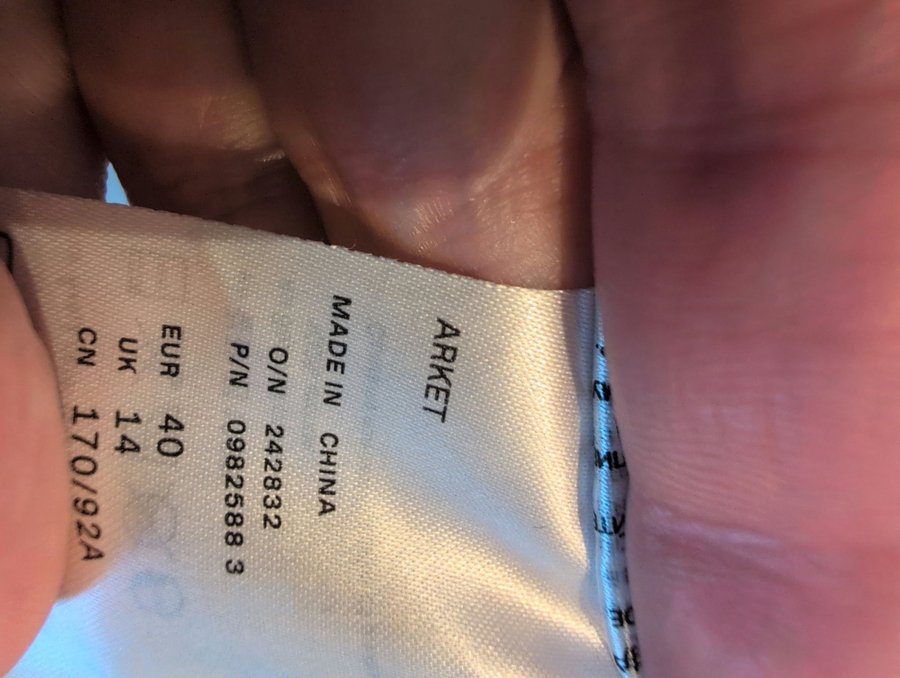 ARKET
MADE IN CHINA
O/N 242832
P/N 0982588 3
EUR 40
UK 14
CN 170/92A